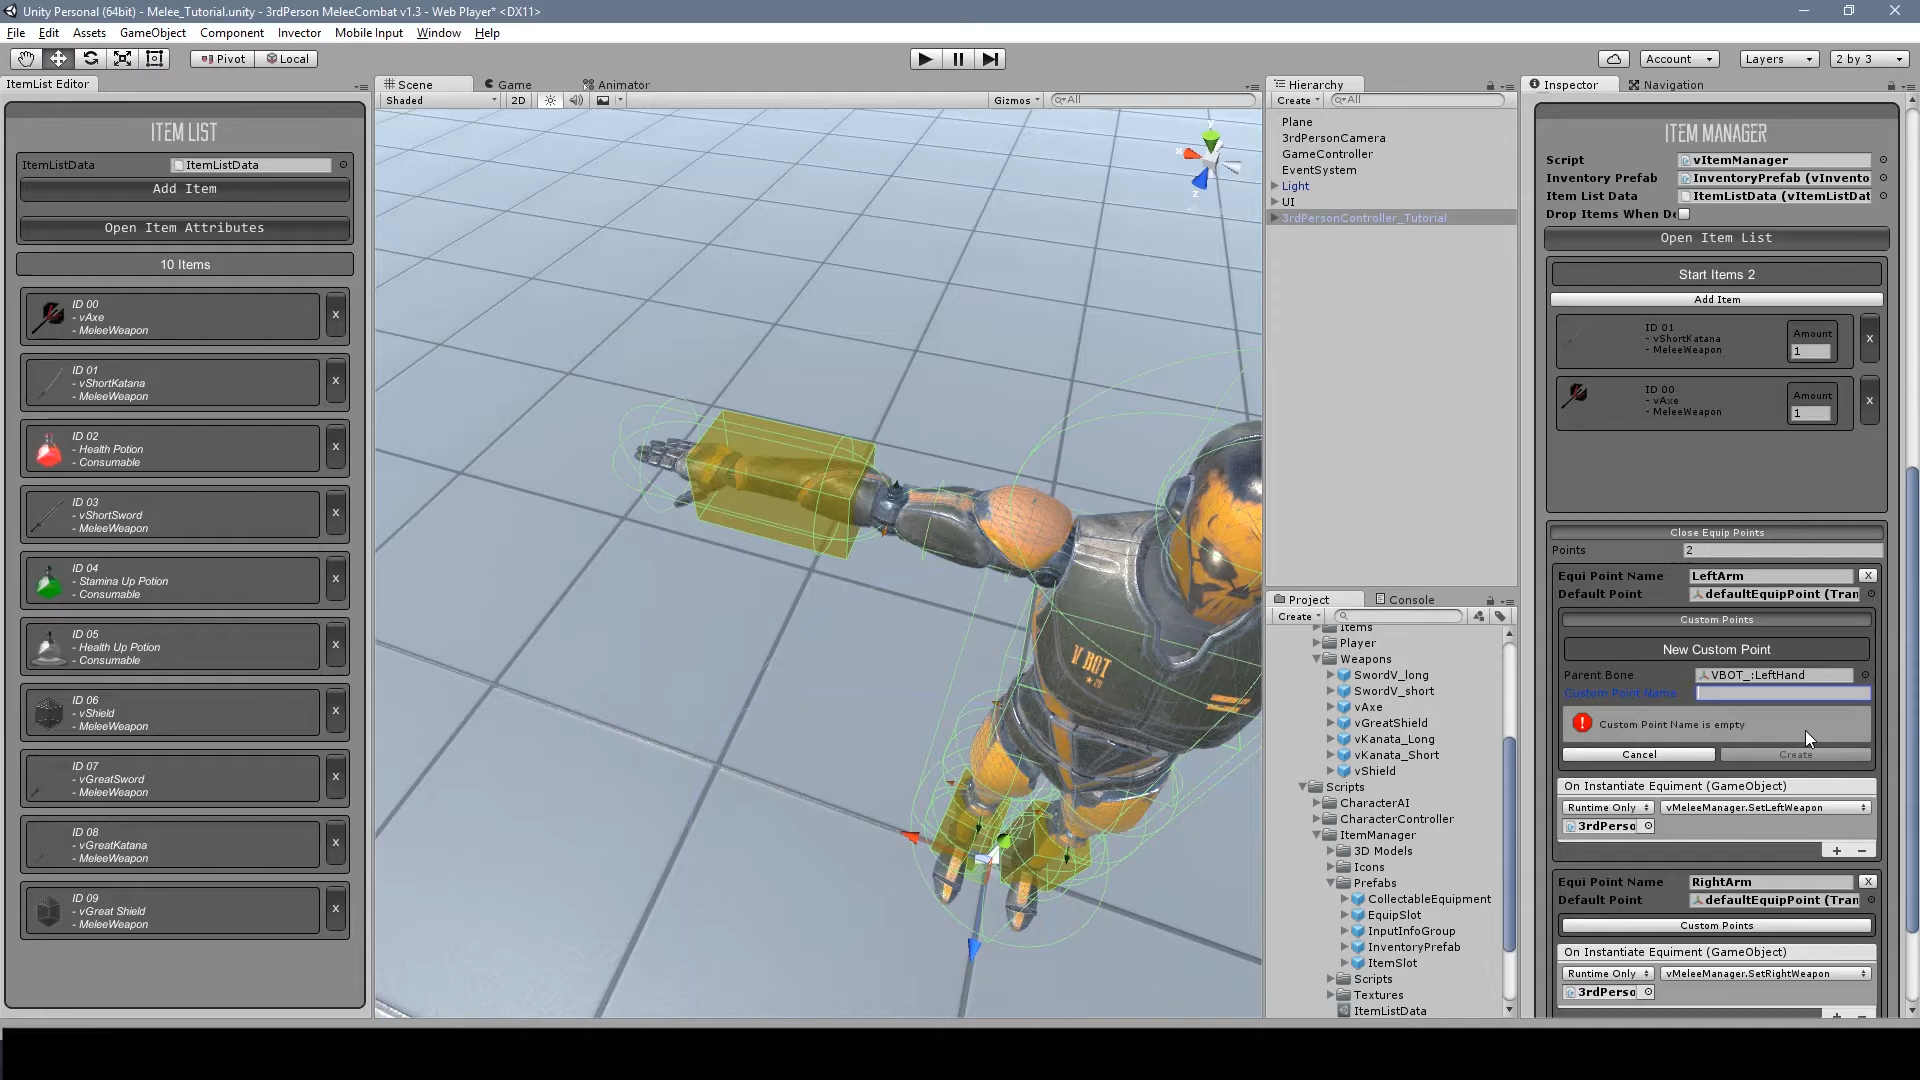 Unity Personal (64bit) - Melee_Tutorial.unity - 3rdPerson MeleeCombat v1.3 - Web Player* <DX11>
File Edit Assets GameObject Component Invector Mobile Input Window Help
Pivot Local Account Layers 2 by 3
ItemList Editor
ITEM LIST
ItemListData ItemListData
Add Item
Open Item Attributes
10 Items
ID 00
- vAxe
- MeleeWeapon
x
ID 01
- vShortKatana
- MeleeWeapon
x
ID 02
- Health Potion
- Consumable
x
ID 03
- vShortSword
- MeleeWeapon
x
ID 04
- Stamina Up Potion
- Consumable
x
ID 05
- Health Up Potion
- Consumable
x
ID 06
- vShield
- MeleeWeapon
x
ID 07
- vGreatSword
- MeleeWeapon
x
ID 08
- vGreatKatana
- MeleeWeapon
x
ID 09
- vGreat Shield
- MeleeWeapon
x
Scene Game Animator
Shaded 2D Gizmos All
y
x
z
V BOT
Hierarchy
Create All
Plane
3rdPersonCamera
GameController
EventSystem
Light
UI
3rdPersonController_Tutorial
Project Console
Create
Items
Player
Weapons
SwordV_long
SwordV_short
vAxe
vGreatShield
vKanata_Long
vKanata_Short
vShield
Scripts
CharacterAI
CharacterController
ItemManager
3D Models
Icons
Prefabs
CollectableEquipment
EquipSlot
InputInfoGroup
InventoryPrefab
ItemSlot
Scripts
Textures
ItemListData
Inspector Navigation
ITEM MANAGER
Script vItemManager
Inventory Prefab InventoryPrefab (vInvento
Item List Data ItemListData (vItemListDat
Drop Items When De
Open Item List
Start Items 2
Add Item
ID 01
- vShortKatana
- MeleeWeapon
Amount
1
x
ID 00
- vAxe
- MeleeWeapon
Amount
1
x
Close Equip Points
Points 2
Equi Point Name LeftArm X
Default Point defaultEquipPoint (Tran
Custom Points
New Custom Point
Parent Bone VBOT_:LeftHand
Custom Point Name
Custom Point Name is empty
Cancel Create
On Instantiate Equiment (GameObject)
Runtime Only vMeleeManager.SetLeftWeapon
3rdPerso
+ −
Equi Point Name RightArm X
Default Point defaultEquipPoint (Tran
Custom Points
On Instantiate Equiment (GameObject)
Runtime Only vMeleeManager.SetRightWeapon
3rdPerso
+ −